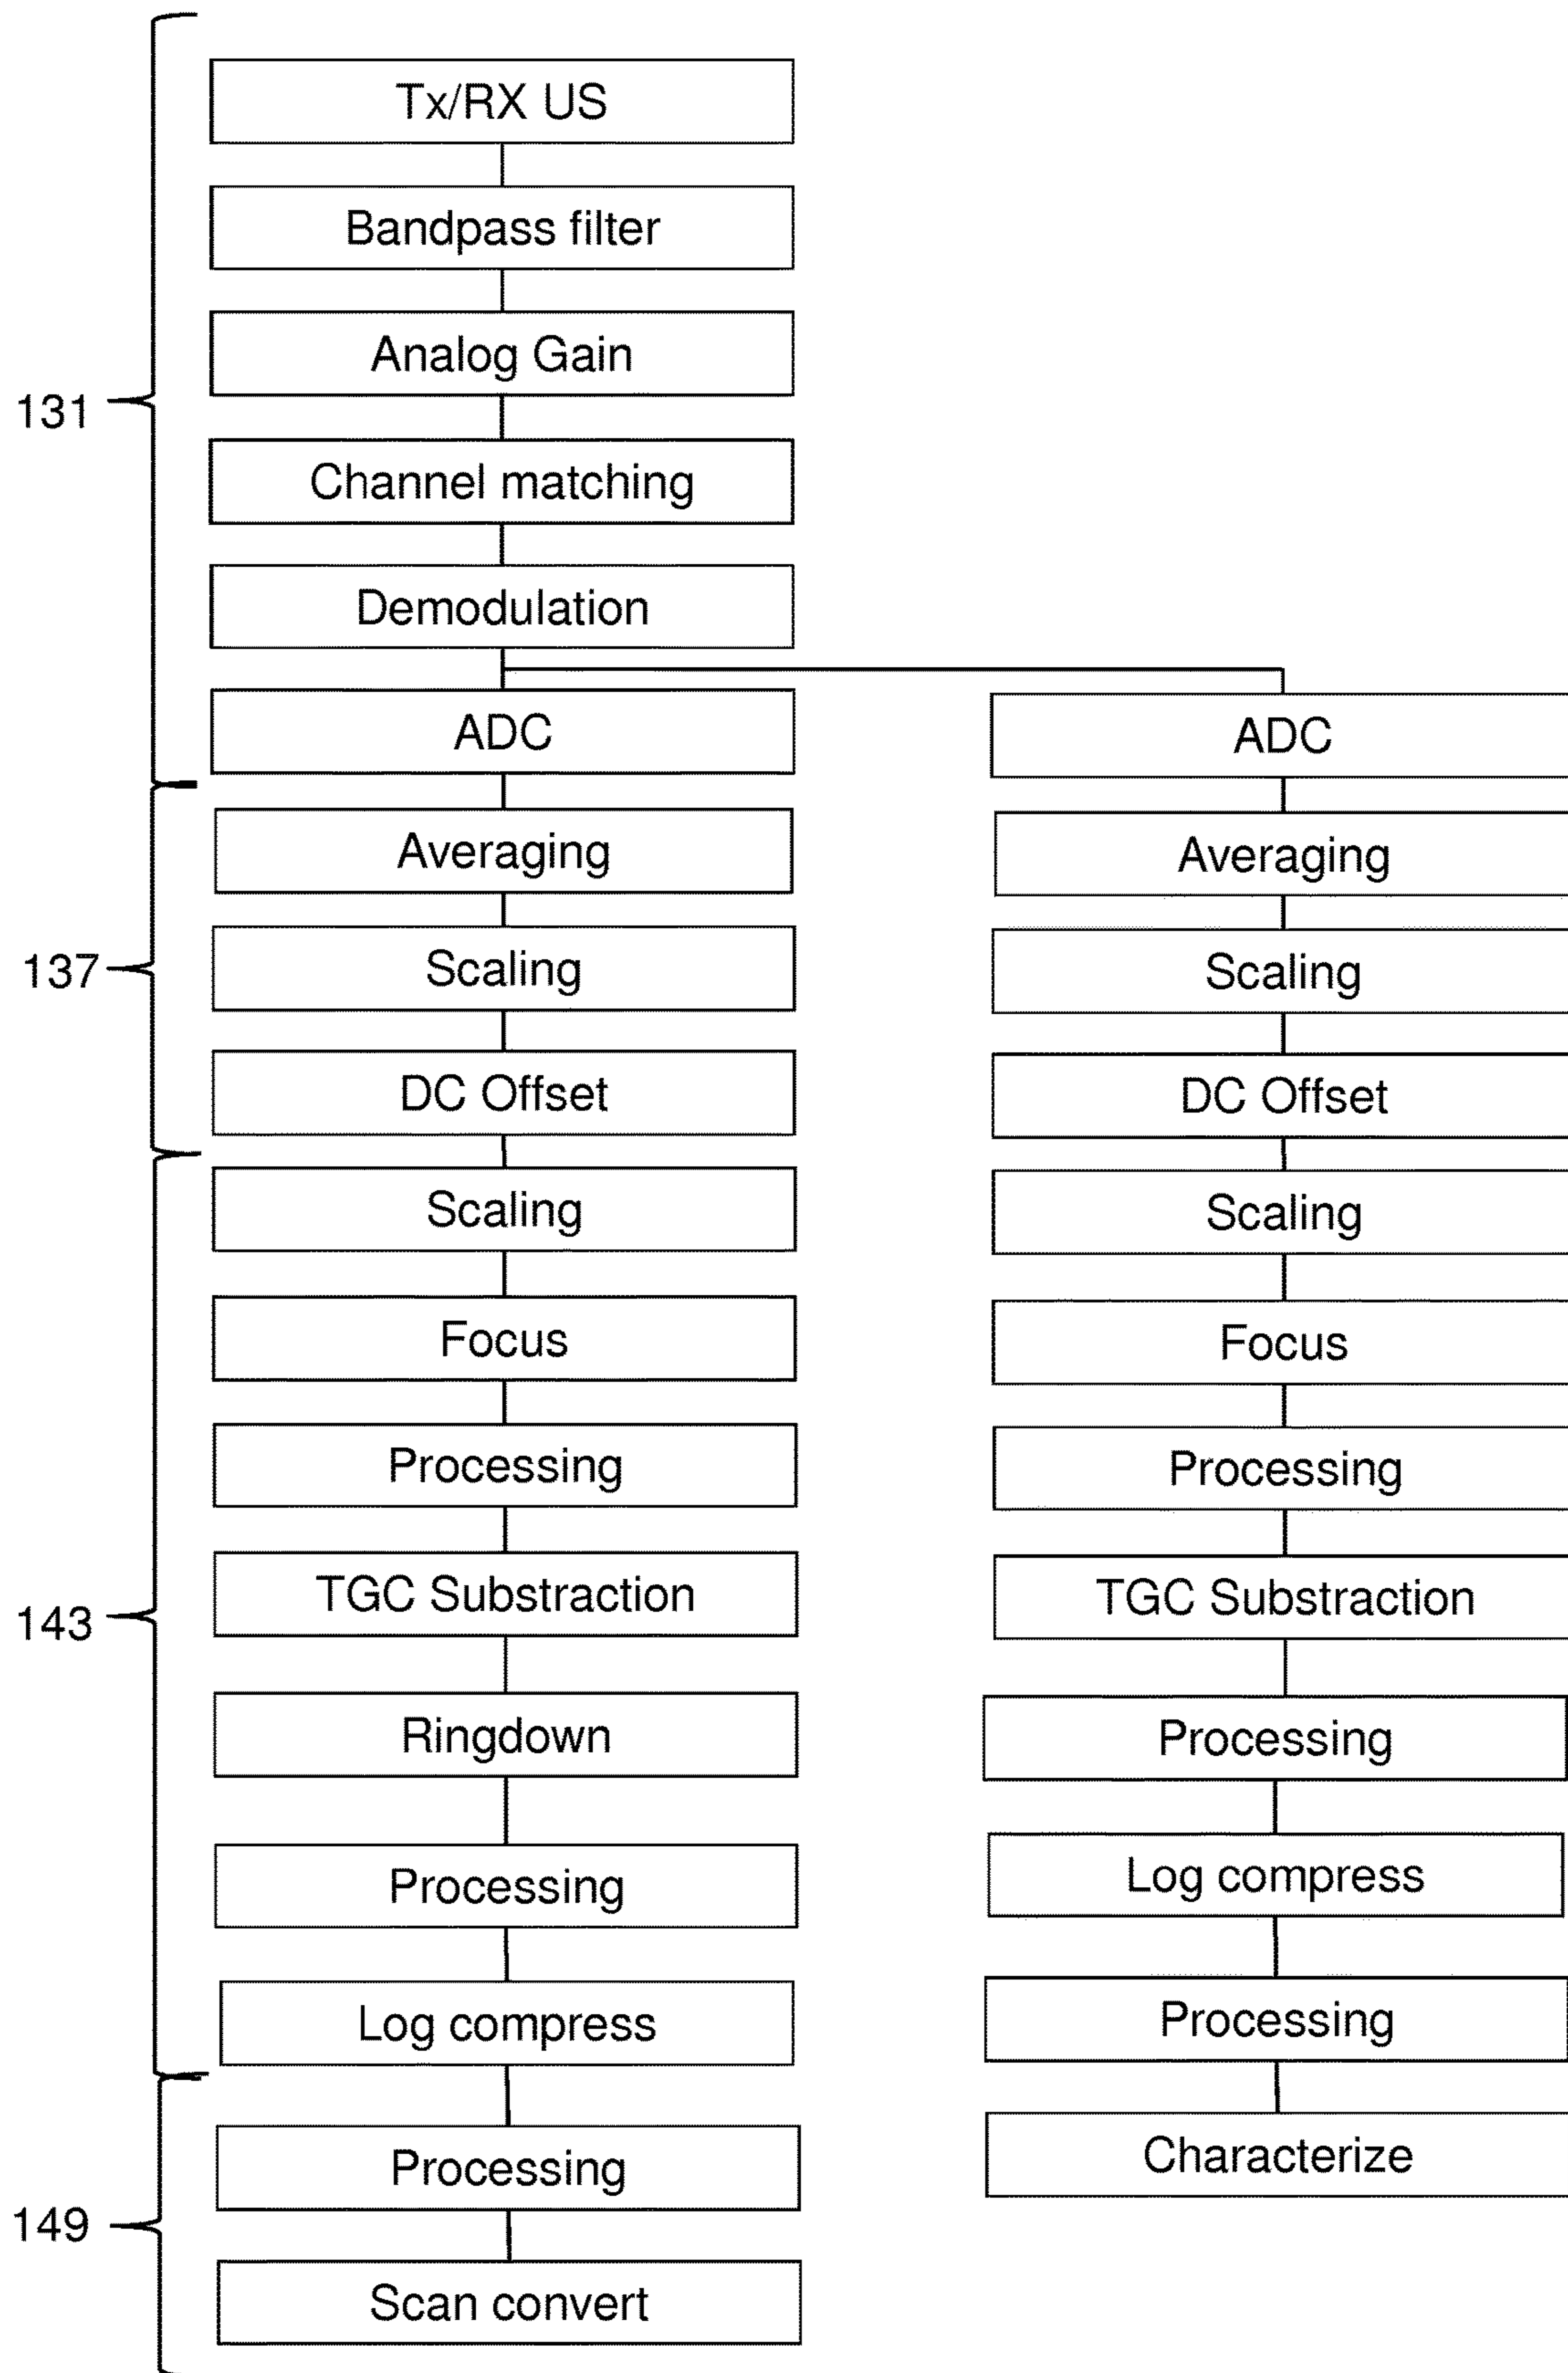 Tx/RX US
Bandpass filter
Analog Gain
131
Channel matching
Demodulation
ADC
Averaging
137
Scaling
DC Offset
Scaling
Focus
Processing
143
TGC Substraction
Ringdown
Processing
Log compress
149
Processing
Scan convert
ADC
Averaging
Scaling
DC Offset
Scaling
Focus
Processing
TGC Substraction
Processing
Log compress
Processing
Characterize